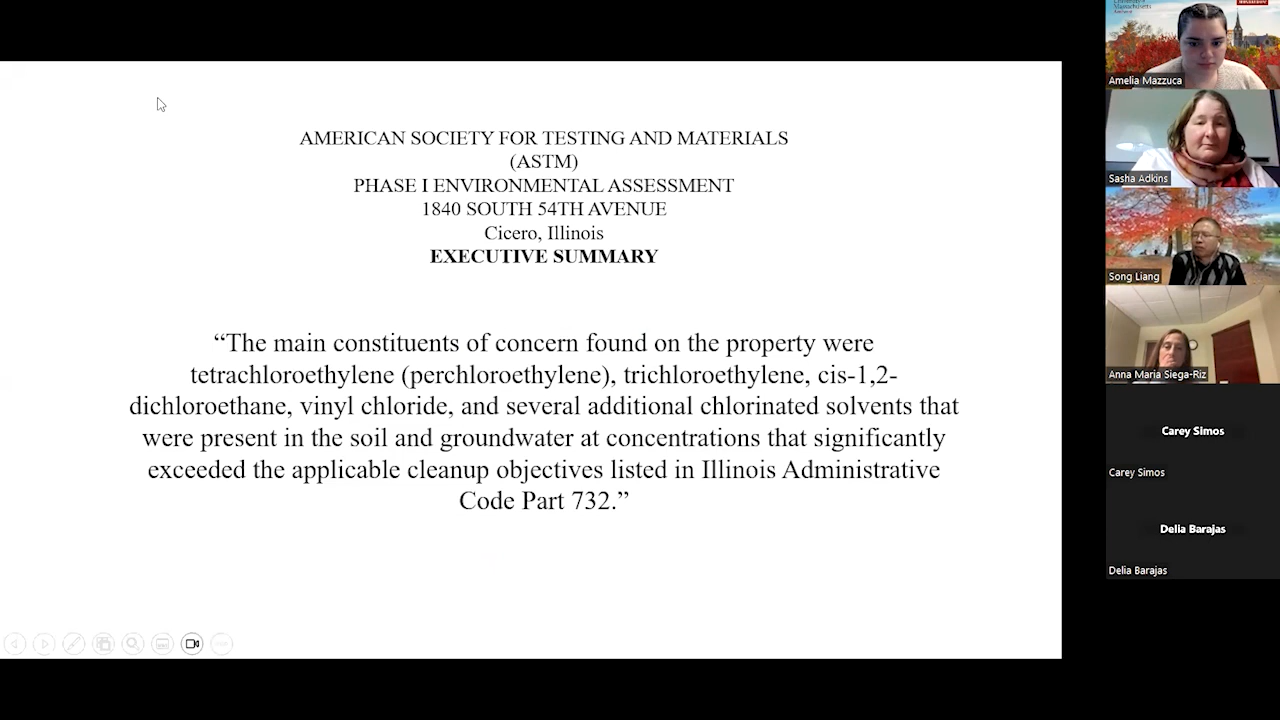 AMERICAN SOCIETY FOR TESTING AND MATERIALS
(ASTM)
PHASE I ENVIRONMENTAL ASSESSMENT
1840 SOUTH 54TH AVENUE
Cicero, Illinois
EXECUTIVE SUMMARY
“The main constituents of concern found on the property were
tetrachloroethylene (perchloroethylene), trichloroethylene, cis-1,2-
dichloroethane, vinyl chloride, and several additional chlorinated solvents that
were present in the soil and groundwater at concentrations that significantly
exceeded the applicable cleanup objectives listed in Illinois Administrative
Code Part 732.”
Massachusetts
Amelia Mazzuca
Sasha Adkins
Song Liang
Anna Maria Siega-Riz
Carey Simos
Carey Simos
Delia Barajas
Delia Barajas